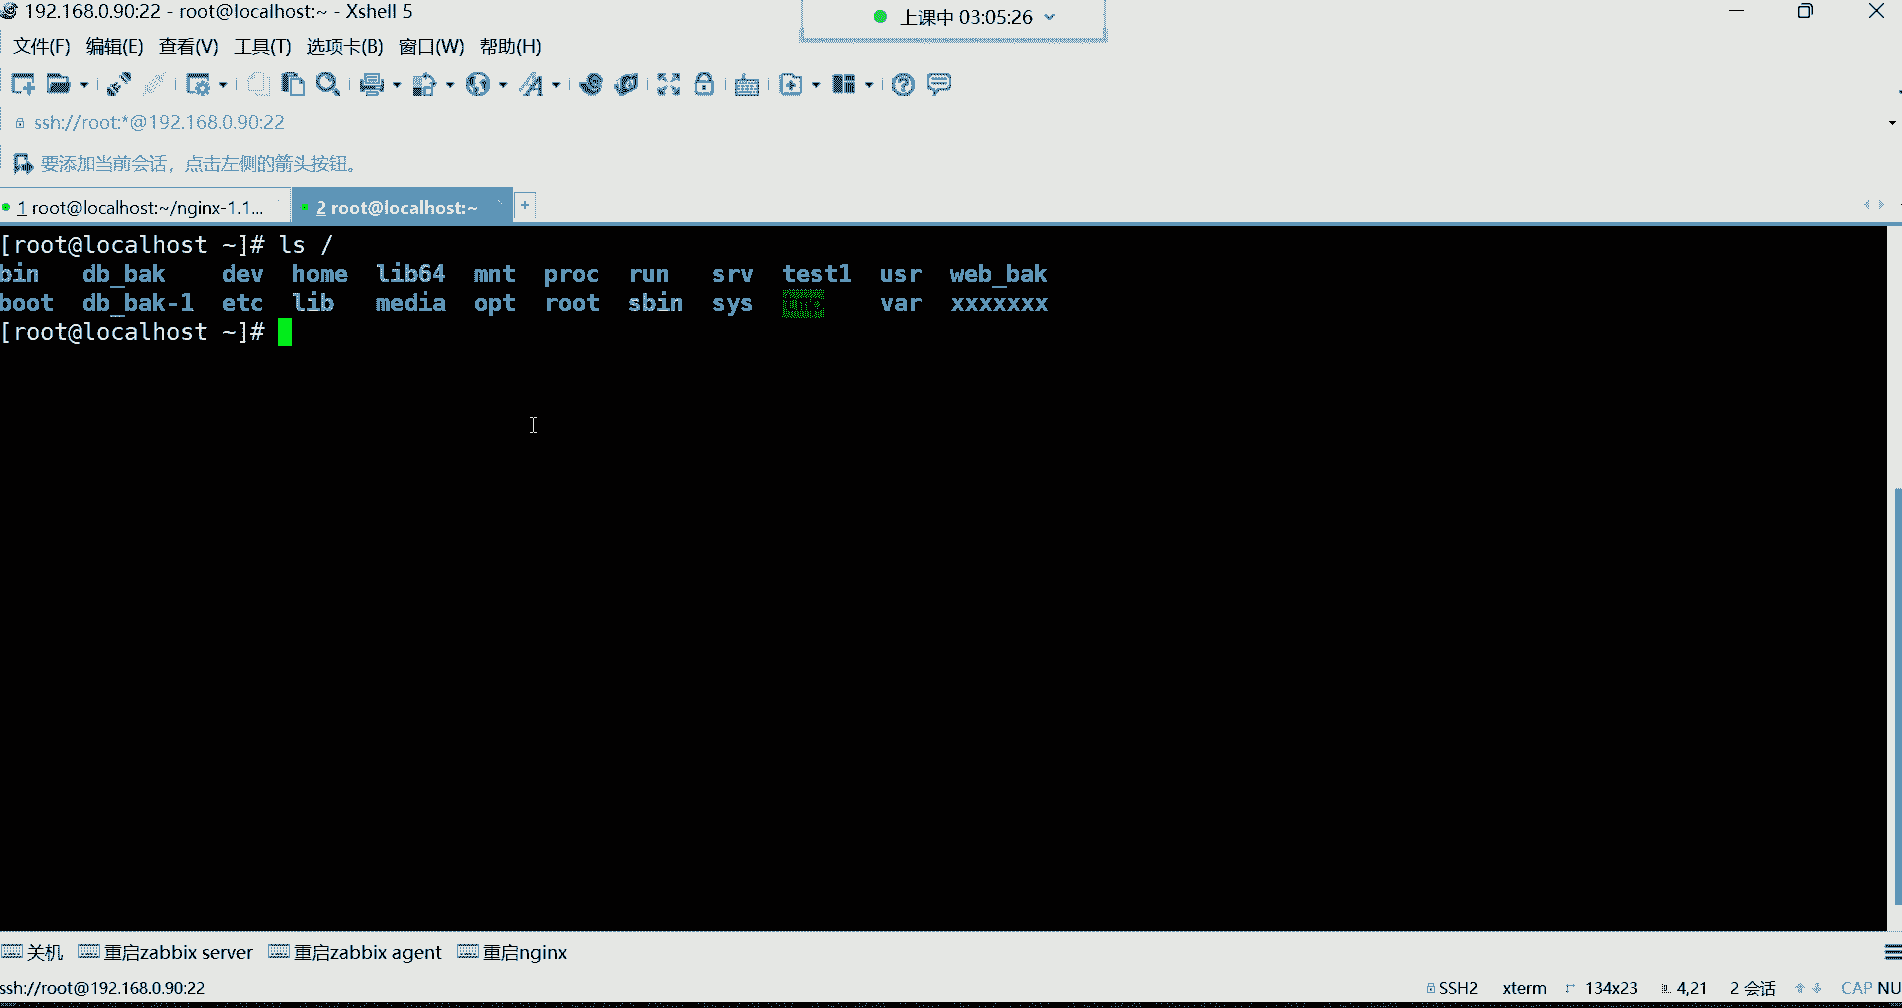 192.168.0.90:22 - root@localhost:~ - Xshell 5
上课中 03:05:26
文件(F) 编辑(E) 查看(V) 工具(T) 选项卡(B) 窗口(W) 帮助(H)
ssh://root:*@192.168.0.90:22
要添加当前会话，点击左侧的箭头按钮。
1 root@localhost:~/nginx-1.1... 2 root@localhost:~ +
[root@localhost ~]# ls /
bin db_bak dev home lib64 mnt proc run srv test1 usr web_bak
boot db_bak-1 etc lib media opt root sbin sys tmp var xxxxxxx
[root@localhost ~]#
关机 重启zabbix server 重启zabbix agent 重启nginx
ssh://root@192.168.0.90:22 SSH2 xterm 134x23 4,21 2 会话 CAP NU